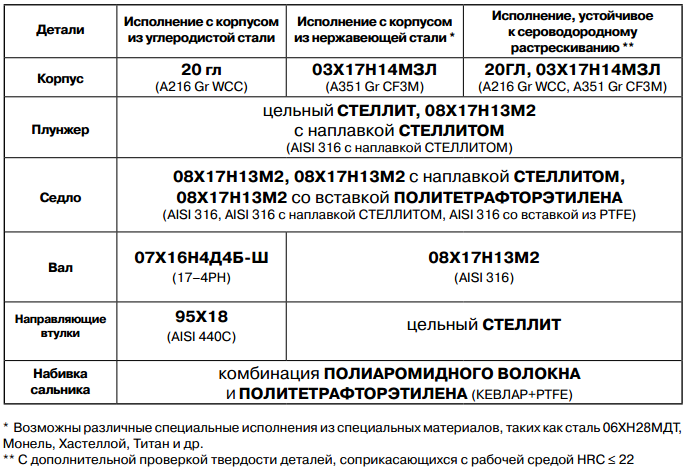 Детали
Исполнение с корпусом
из углеродистой стали
Исполнение с корпусом
из нержавеющей стали *
Исполнение, устойчивое
к сероводородному
растрескиванию **
Корпус
20 гл
(A216 Gr WCC)
03Х17Н14МЗЛ
(A351 Gr CF3M)
20ГЛ, 03Х17Н14МЗЛ
(A216 Gr WCC, A351 Gr CF3M)
Плунжер
цельный СТЕЛЛИТ, 08Х17Н13М2
с наплавкой СТЕЛЛИТОМ
(AISI 316 с наплавкой СТЕЛЛИТОМ)
Седло
08Х17Н13М2, 08Х17Н13М2 с наплавкой СТЕЛЛИТОМ,
08Х17Н13М2 со вставкой ПОЛИТЕТРАФТОРЭТИЛЕНА
(AISI 316, AISI 316 с наплавкой СТЕЛЛИТОМ, AISI 316 со вставкой из PTFE)
Вал
07Х16Н4Д4Б-Ш
(17–4PH)
08Х17Н13М2
(AISI 316)
Направляющие
втулки
95Х18
(AISI 440C)
цельный СТЕЛЛИТ
Набивка
сальника
комбинация ПОЛИАРОМИДНОГО ВОЛОКНА
И ПОЛИТЕТРАФТОРЭТИЛЕНА (КЕВЛАР+PTFE)
* Возможны различные специальные исполнения из специальных материалов, таких как сталь 06ХН28МДТ,
Монель, Хастеллой, Титан и др.
** С дополнительной проверкой твердости деталей, соприкасающихся с рабочей средой HRC ≤ 22